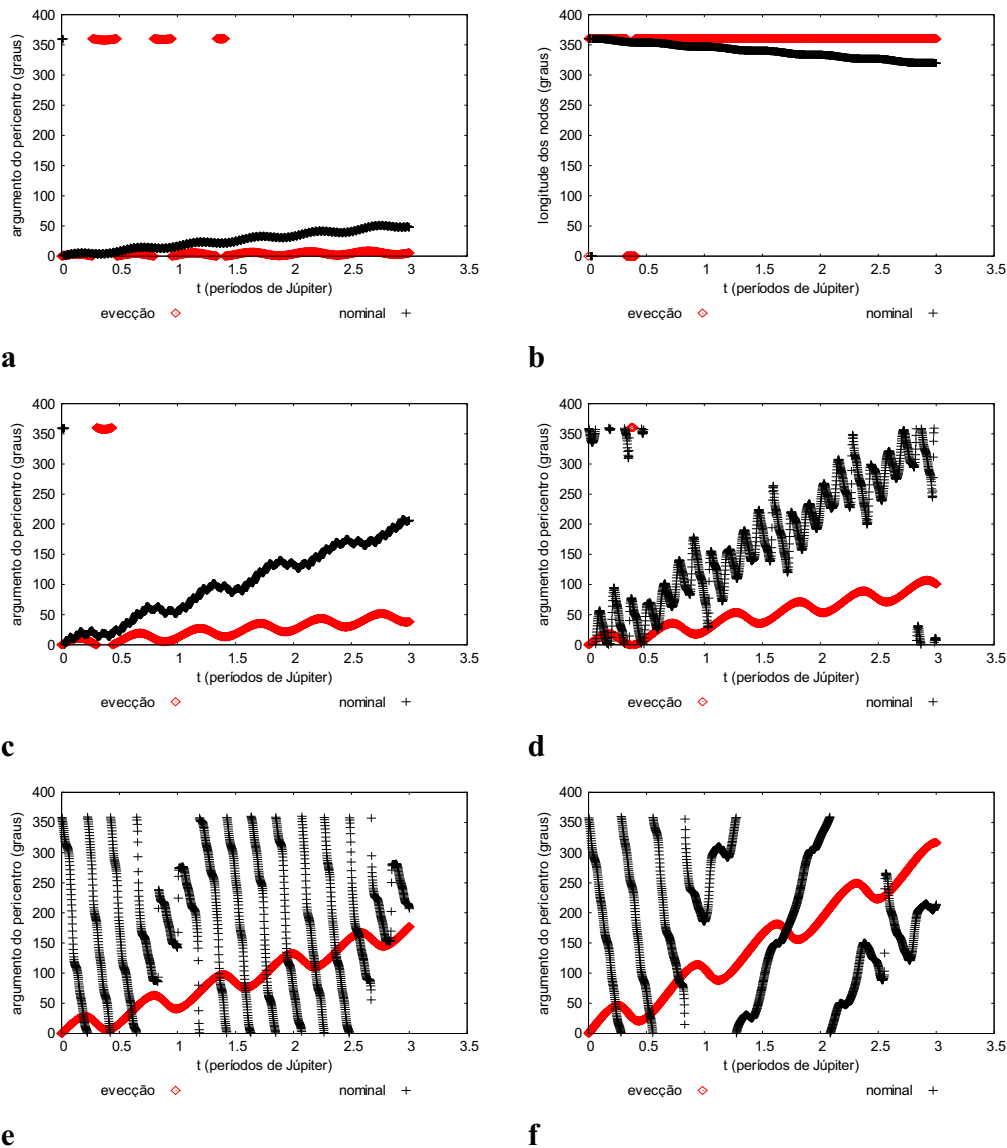 400
350
300
250
200
150
100
50
0
argumento do pericentro (graus)
0 0.5 1 1.5 2 2.5 3 3.5
t (períodos de Júpiter)
evecção nominal
a
400
350
300
250
200
150
100
50
0
longitude dos nodos (graus)
0 0.5 1 1.5 2 2.5 3 3.5
t (períodos de Júpiter)
evecção nominal
b
400
350
300
250
200
150
100
50
0
argumento do pericentro (graus)
0 0.5 1 1.5 2 2.5 3 3.5
t (períodos de Júpiter)
evecção nominal
c
400
350
300
250
200
150
100
50
0
argumento do pericentro (graus)
0 0.5 1 1.5 2 2.5 3 3.5
t (períodos de Júpiter)
evecção nominal
d
400
350
300
250
200
150
100
50
0
argumento do pericentro (graus)
0 0.5 1 1.5 2 2.5 3 3.5
t (períodos de Júpiter)
evecção nominal
e
400
350
300
250
200
150
100
50
0
argumento do pericentro (graus)
0 0.5 1 1.5 2 2.5 3 3.5
t (períodos de Júpiter)
evecção nominal
f